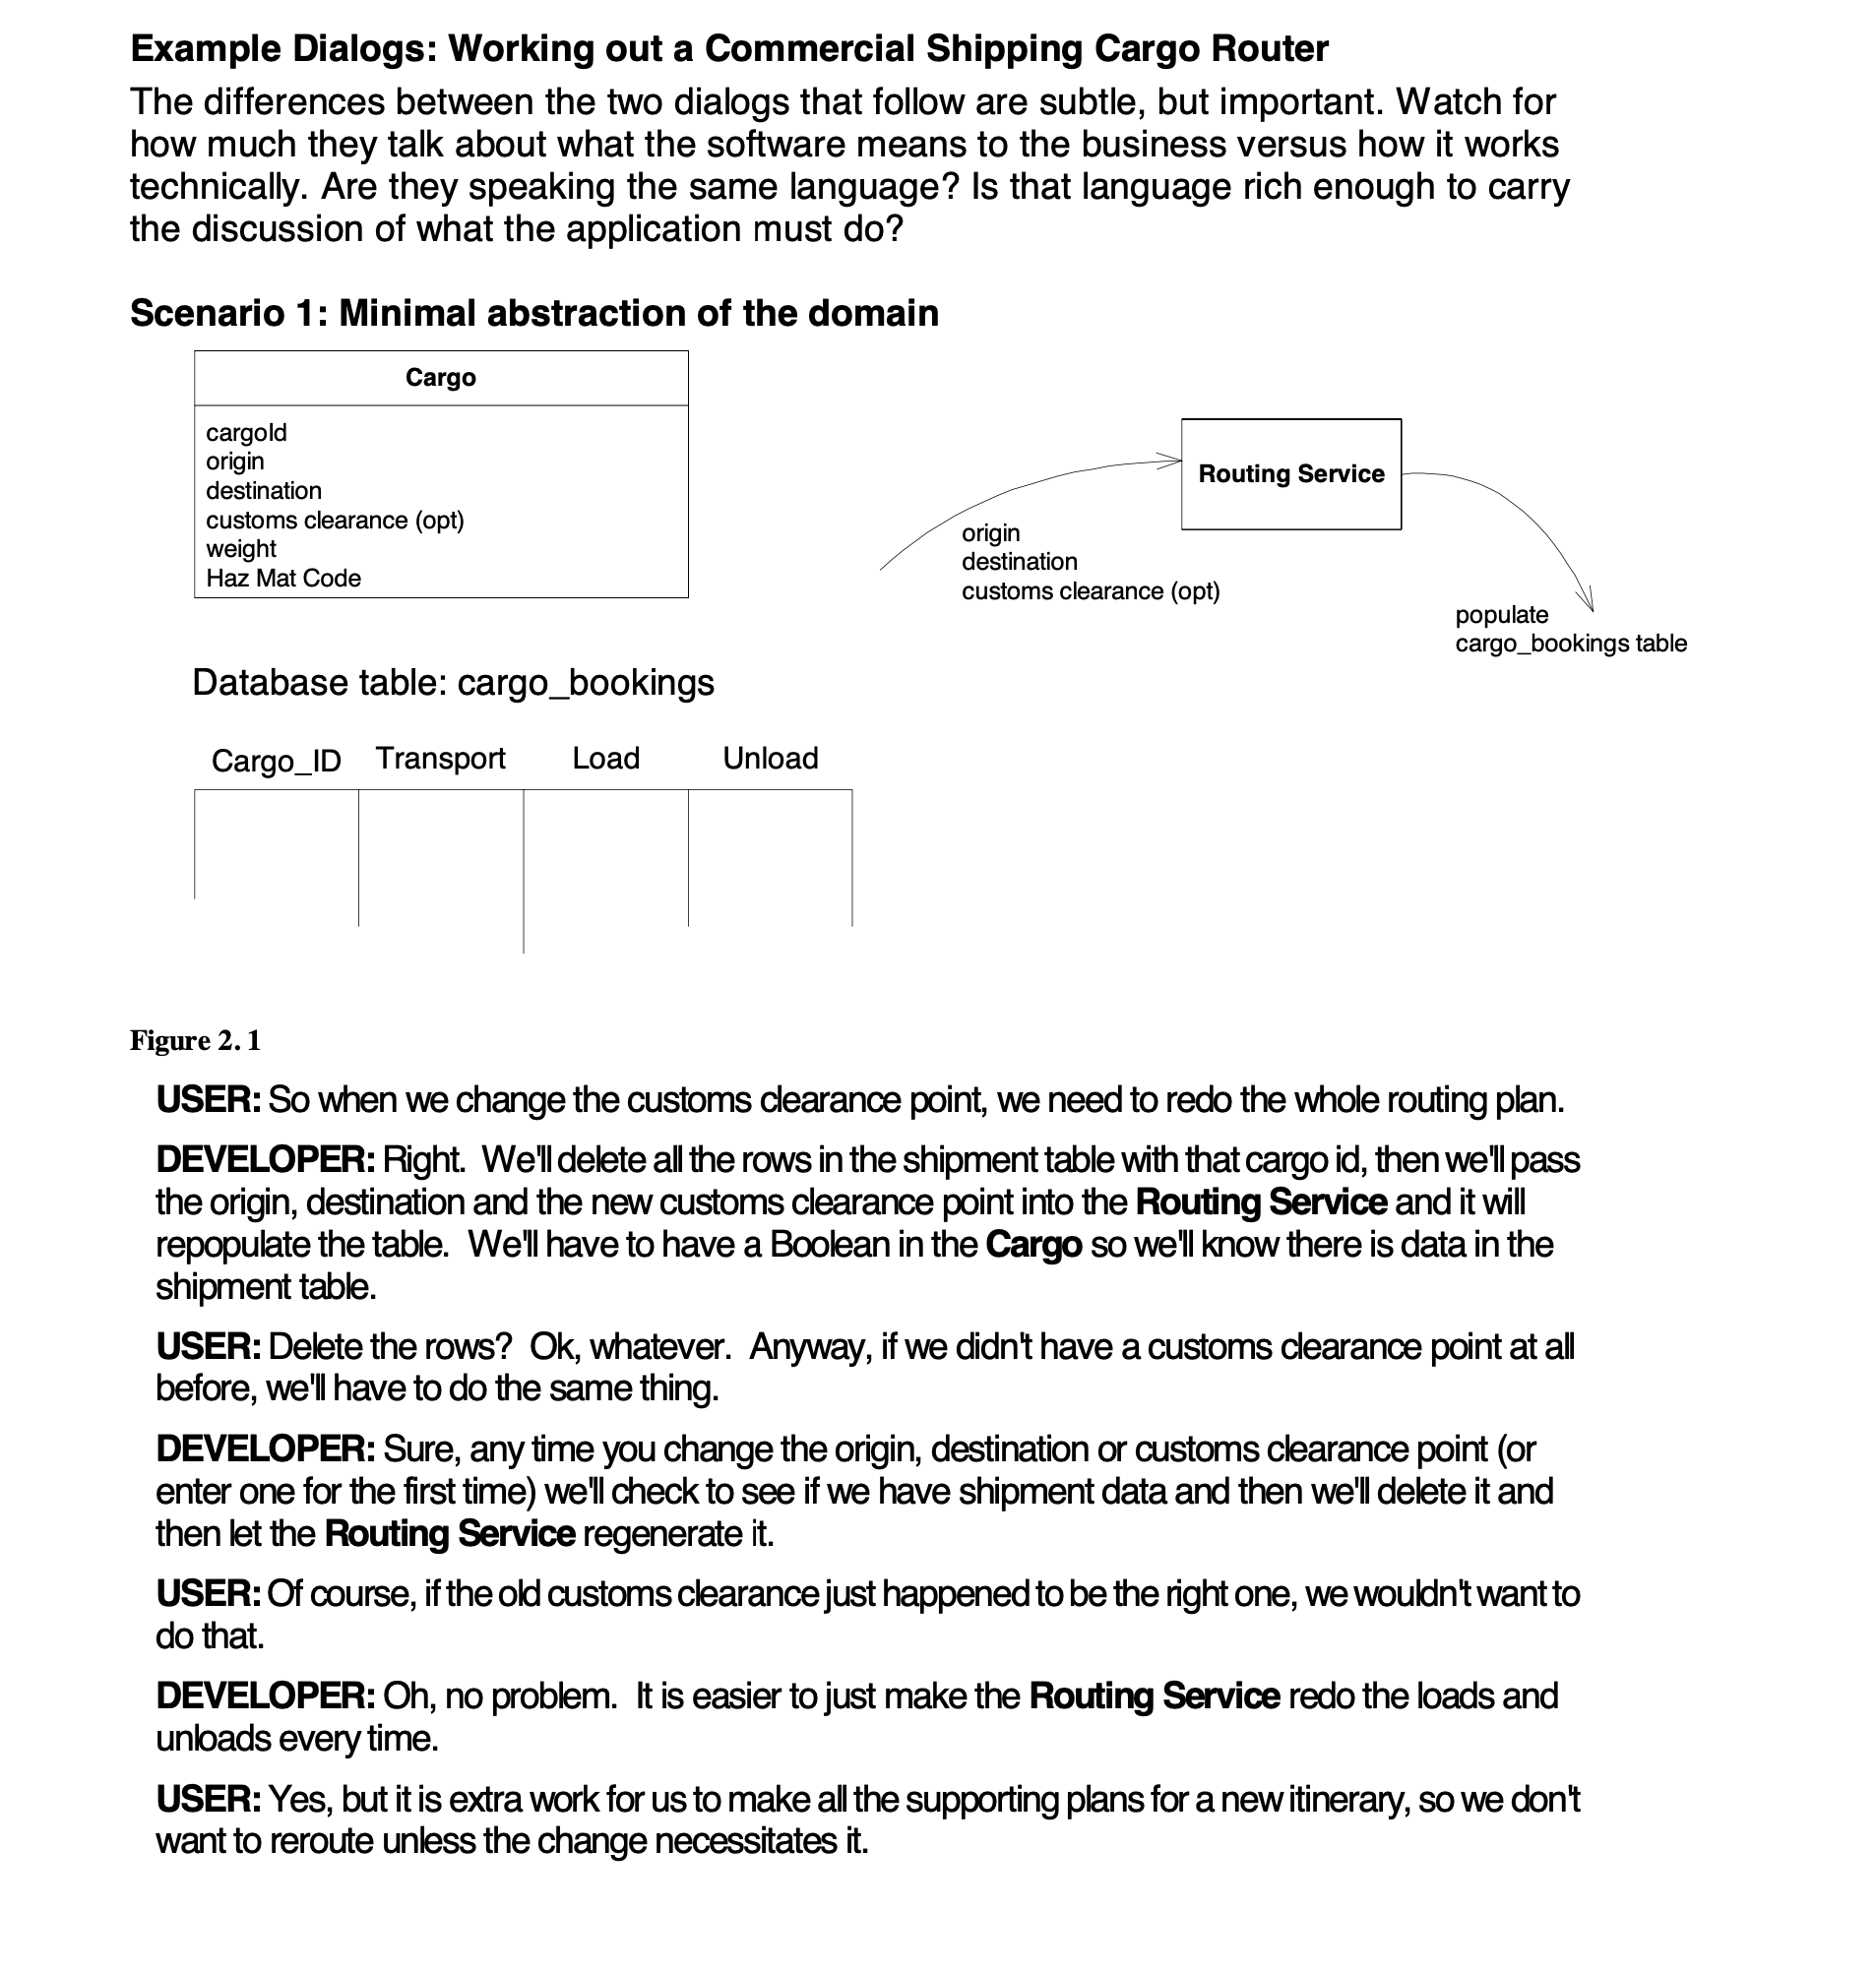 Example Dialogs: Working out a Commercial Shipping Cargo Router
The differences between the two dialogs that follow are subtle, but important. Watch for
how much they talk about what the software means to the business versus how it works
technically. Are they speaking the same language? Is that language rich enough to carry
the discussion of what the application must do?
Scenario 1: Minimal abstraction of the domain
Cargo
cargoId
origin
destination
customs clearance (opt)
weight
Haz Mat Code
Routing Service
origin
destination
customs clearance (opt)
populate
cargo_bookings table
Database table: cargo_bookings
Cargo_ID Transport Load Unload
Figure 2. 1
USER: So when we change the customs clearance point, we need to redo the whole routing plan.
DEVELOPER: Right. We'll delete all the rows in the shipment table with that cargo id, then we'll pass
the origin, destination and the new customs clearance point into the Routing Service and it will
repopulate the table. We'll have to have a Boolean in the Cargo so we'll know there is data in the
shipment table.
USER: Delete the rows? Ok, whatever. Anyway, if we didn't have a customs clearance point at all
before, we'll have to do the same thing.
DEVELOPER: Sure, any time you change the origin, destination or customs clearance point (or
enter one for the first time) we'll check to see if we have shipment data and then we'll delete it and
then let the Routing Service regenerate it.
USER: Of course, if the old customs clearance just happened to be the right one, we wouldn't want to
do that.
DEVELOPER: Oh, no problem. It is easier to just make the Routing Service redo the loads and
unloads every time.
USER: Yes, but it is extra work for us to make all the supporting plans for a new itinerary, so we don't
want to reroute unless the change necessitates it.